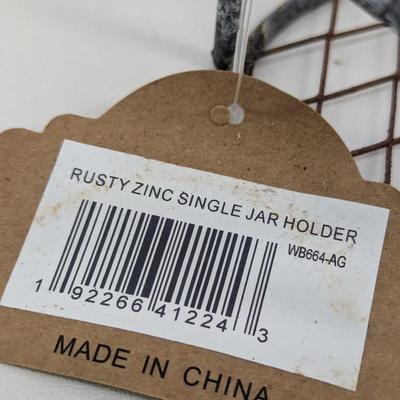 RUSTY ZINC SINGLE JAR HOLDER
WB664-AG
1 92266 41224 3
MADE IN CHINA